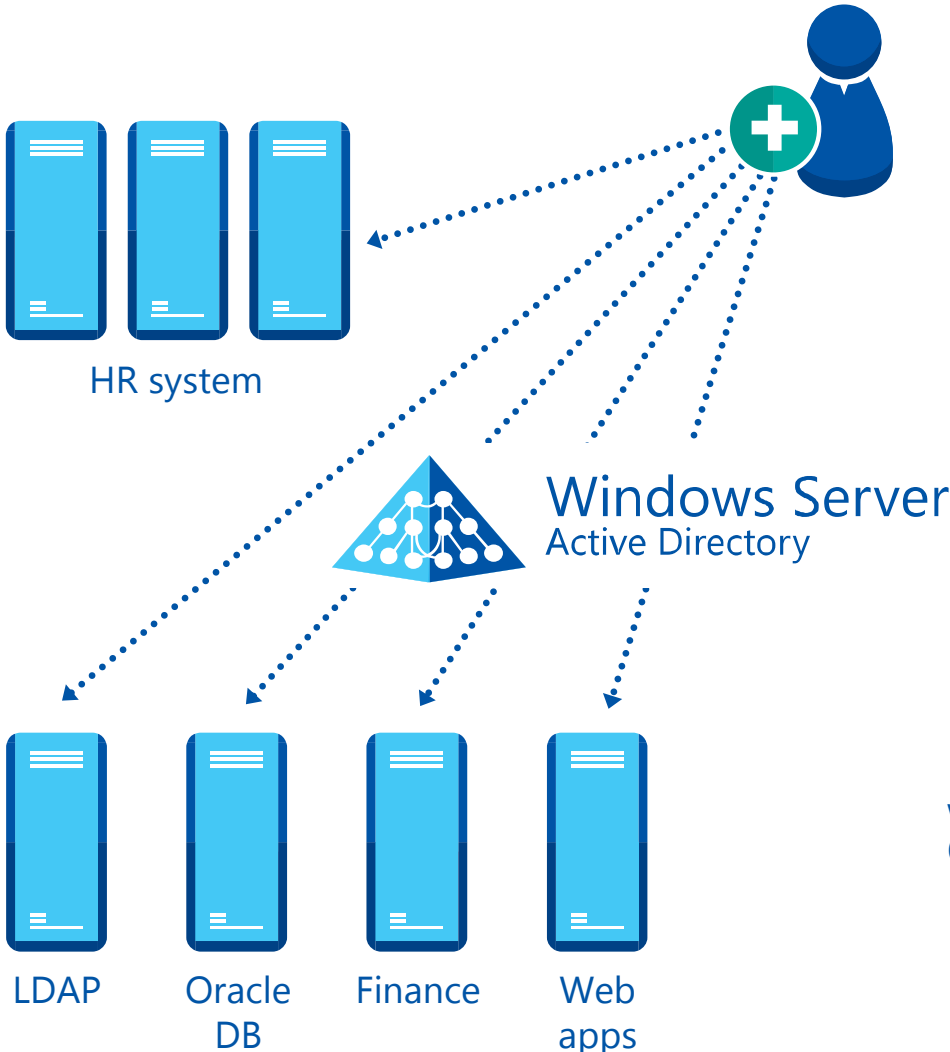 HR system
Windows Server
Active Directory
LDAP
Oracle
DB
Finance
Web
apps